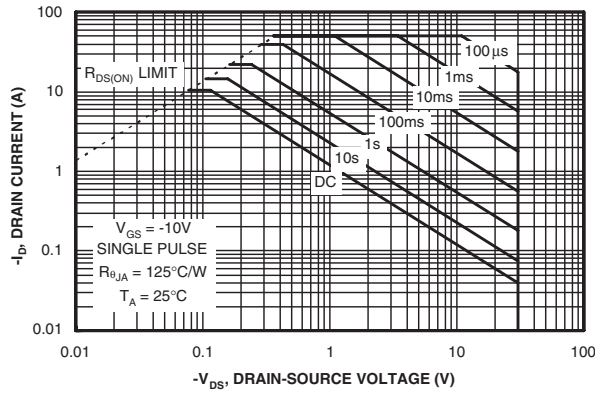 100
10
1
0.1
0.01
-I_D, DRAIN CURRENT (A)
R_DS(ON) LIMIT
100μs
1ms
10ms
100ms
1s
10s
DC
V_GS = -10V
SINGLE PULSE
R_θJA = 125°C/W
T_A = 25°C
0.01
0.1
1
10
100
-V_DS, DRAIN-SOURCE VOLTAGE (V)